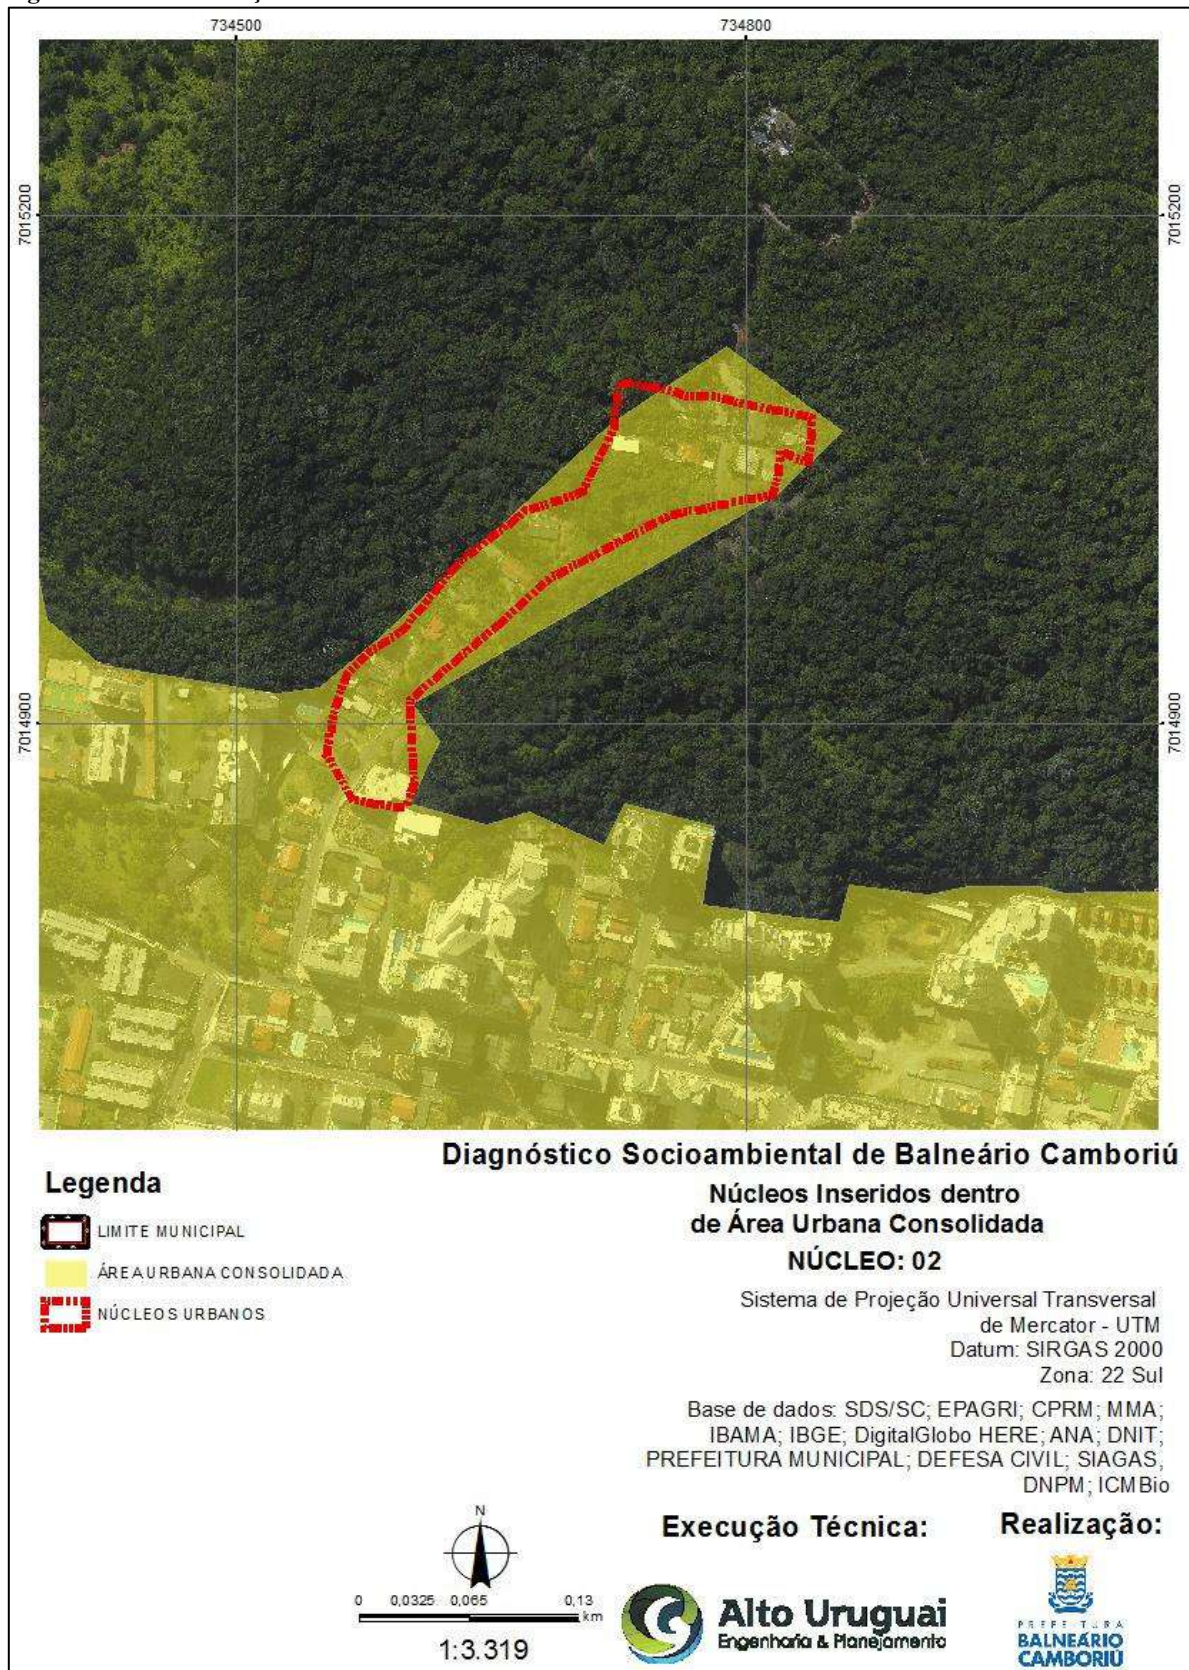 734500
734800
7015200
7015200
7014900
7014900
Diagnóstico Socioambiental de Balneário Camboriú
Legenda
LIMITE MUNICIPAL
ÁREA URBANA CONSOLIDADA
NÚCLEOS URBANOS
Núcleos Inseridos dentro
de Área Urbana Consolidada
NÚCLEO: 02
Sistema de Projeção Universal Transversal
de Mercator - UTM
Datum: SIRGAS 2000
Zona: 22 Sul
Base de dados: SDS/SC; EPAGRI; CPRM; MMA;
IBAMA; IBGE; DigitalGlobo HERE; ANA; DNIT;
PREFEITURA MUNICIPAL; DEFESA CIVIL; SIAGAS,
DNPM; ICMBio
N
0 0,0325 0,065 0,13
km
1:3.319
Execução Técnica:
Alto Uruguai
Engenharia & Planejamento
Realização:
PREFEITURA
BALNEÁRIO
CAMBORIÚ